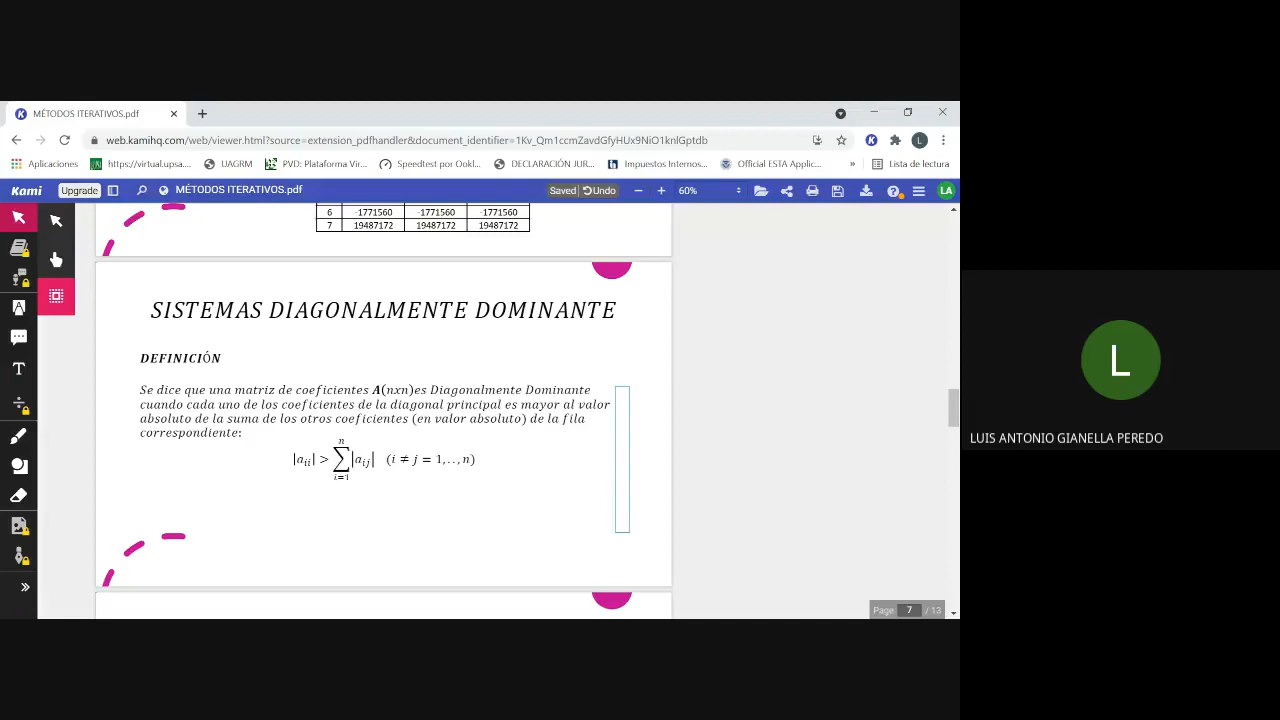 MÉTODOS ITERATIVOS.pdf
web.kamihq.com/web/viewer.html?source=extension_pdfhandler&document_identifier=1Kv_Qm1ccmZavdGfyHUx9NiO1knlGptdb
L
Aplicaciones
https://virtual.upsa...
UAGRM
PVD: Plataforma Vir...
Speedtest por Ookl...
DECLARACIÓN JUR...
Impuestos Internos...
Official ESTA Applic...
»
Lista de lectura
Kami
Upgrade
MÉTODOS ITERATIVOS.pdf
Saved
Undo
60%
LA
6 -1771560 -1771560 -1771560
7 19487172 19487172 19487172
SISTEMAS DIAGONALMENTE DOMINANTE
DEFINICIÓN
Se dice que una matriz de coeficientes A(nxn)es Diagonalmente Dominante
cuando cada uno de los coeficientes de la diagonal principal es mayor al valor
absoluto de la suma de los otros coeficientes (en valor absoluto) de la fila
correspondiente:
|a_ii| > ∑_{i=1}^{n} |a_ij| (i ≠ j = 1,..,n)
Page: 7 / 13
L
LUIS ANTONIO GIANELLA PEREDO